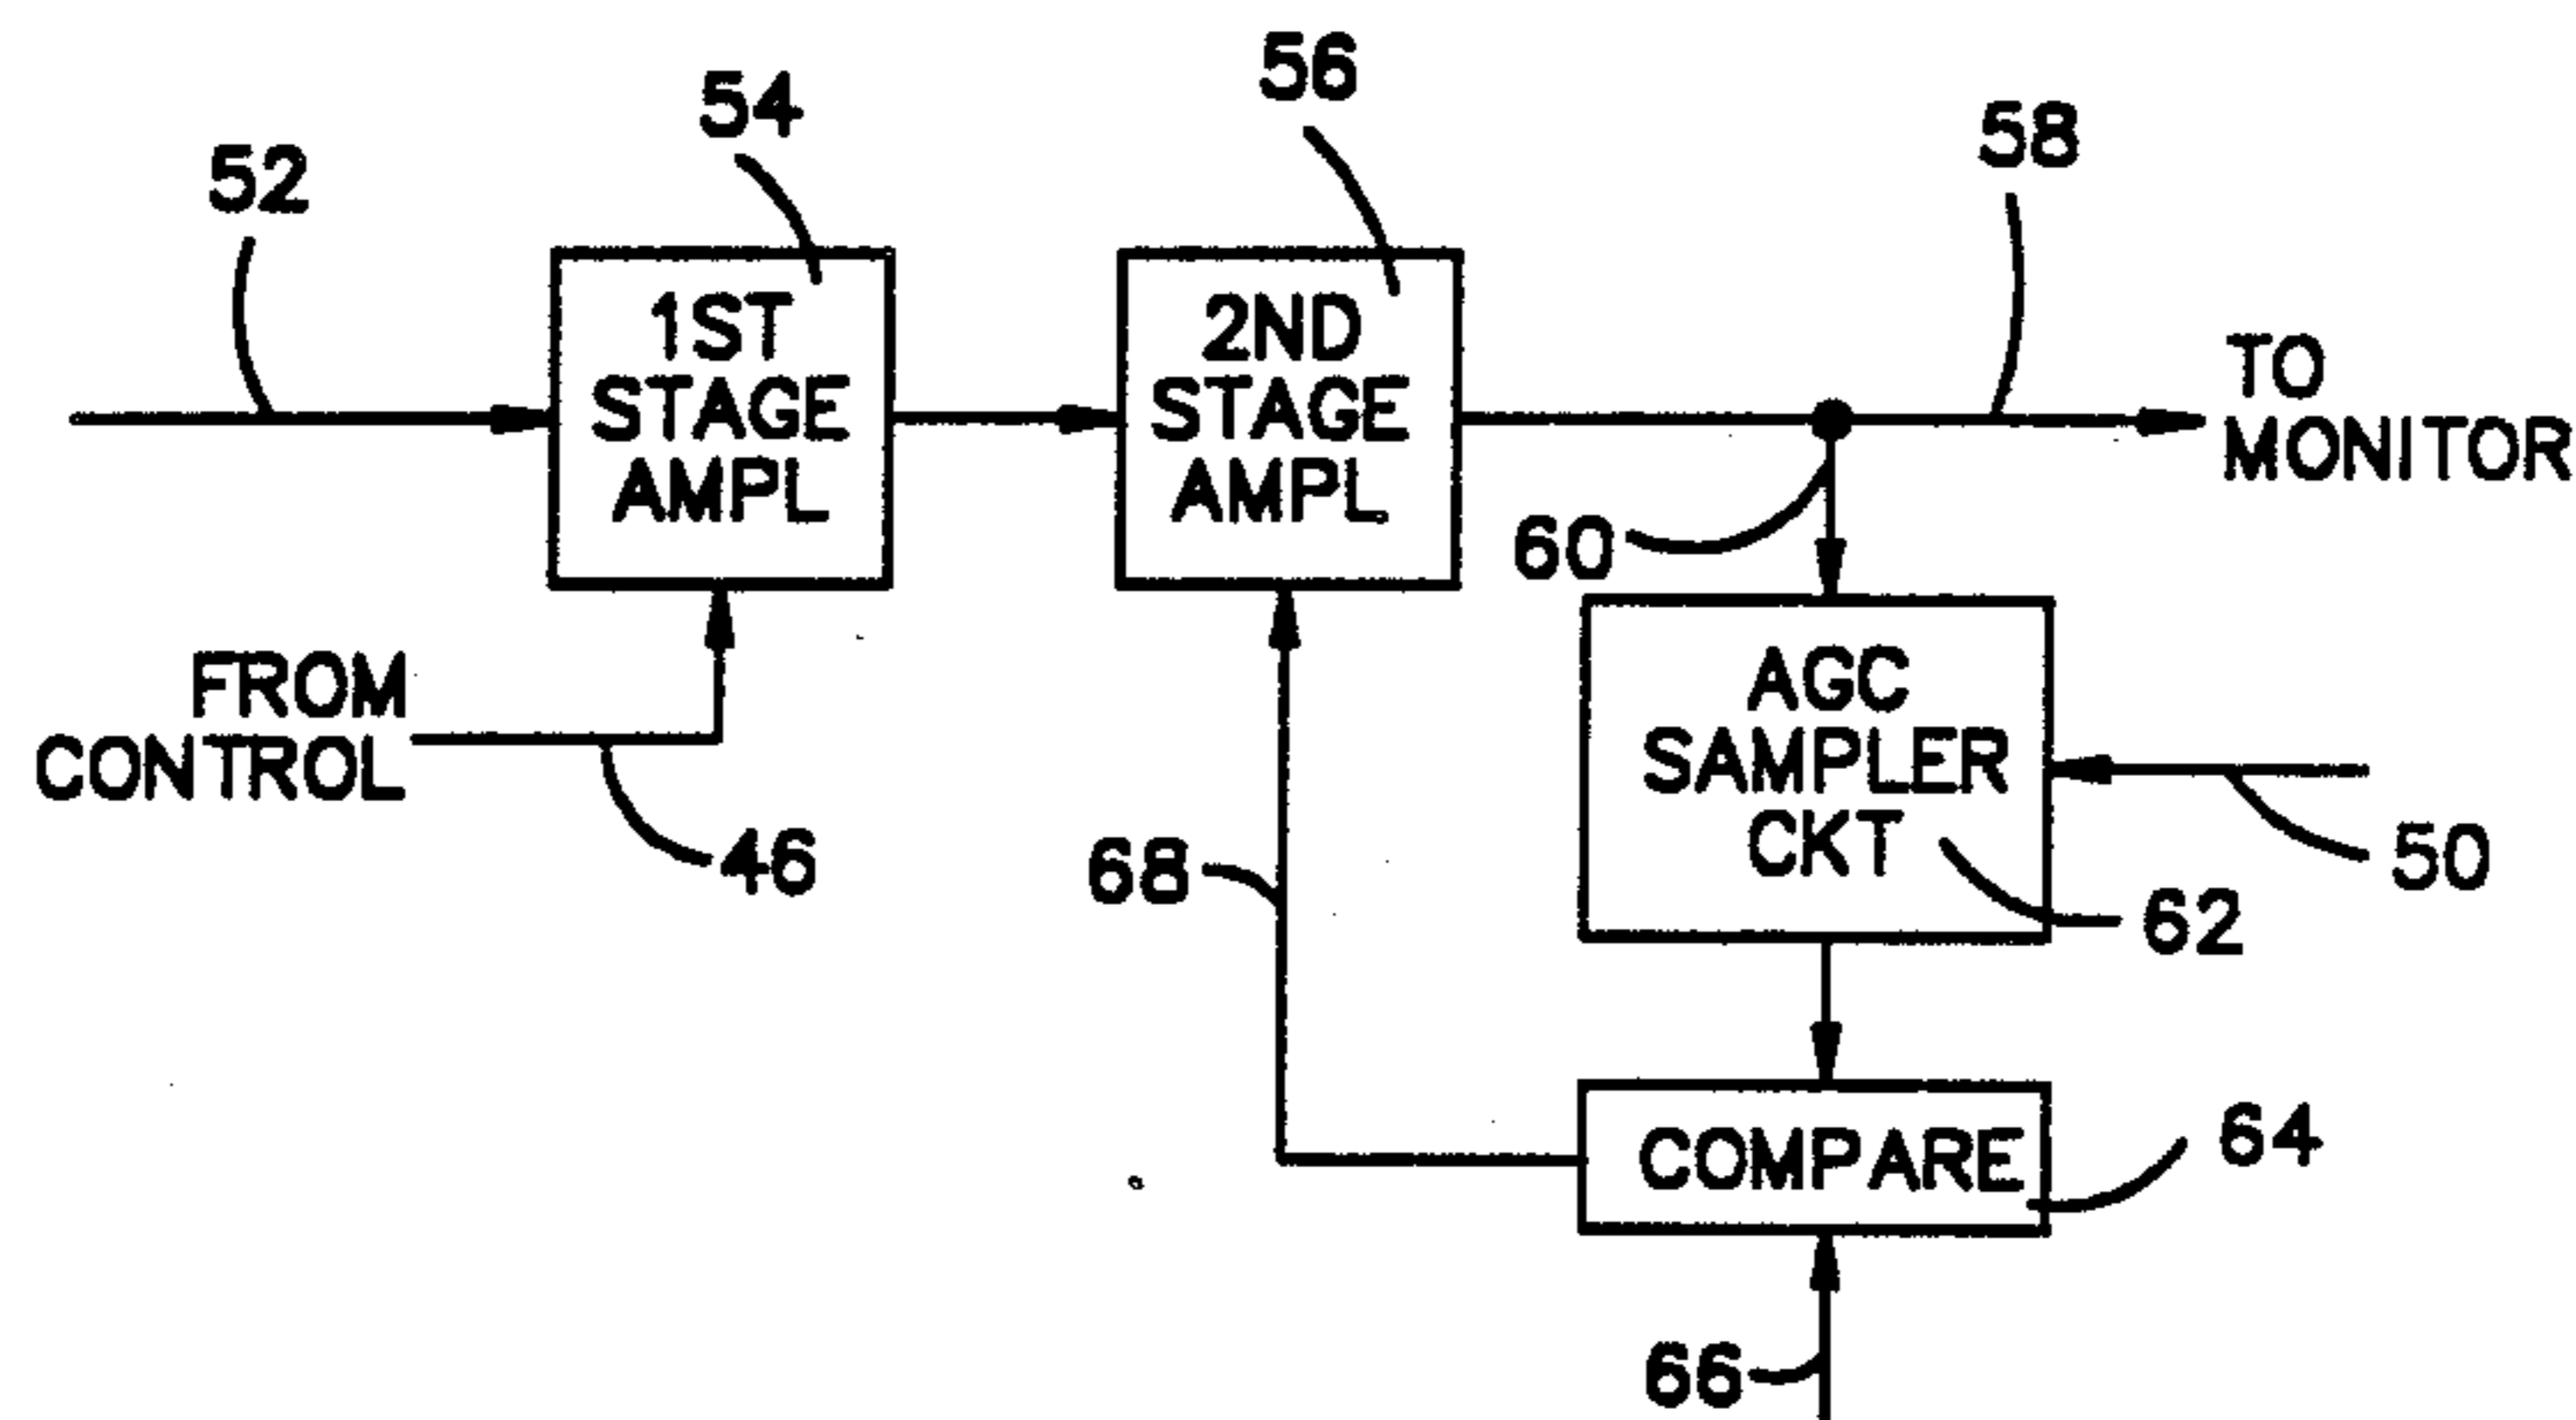 56
54
58
52
1ST
STAGE
AMPL
2ND
STAGE
AMPL
TO
MONITOR
60
FROM
CONTROL
46
AGC
SAMPLER
CKT
50
62
68
COMPARE
64
66